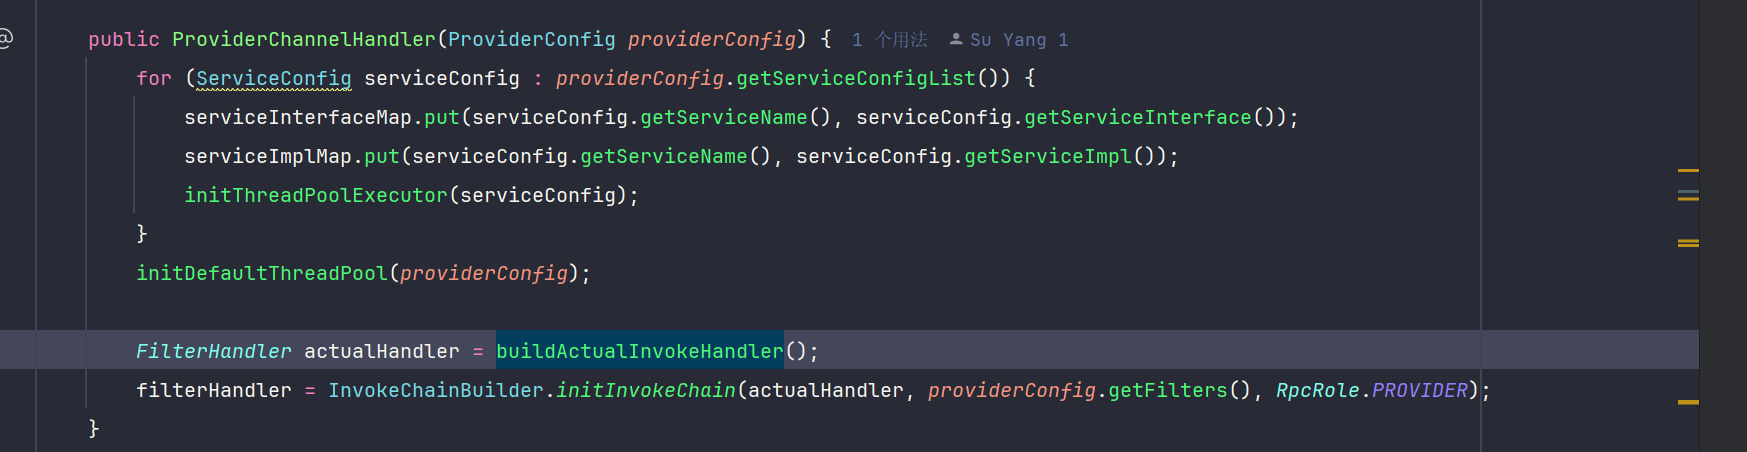 @ public ProviderChannelHandler(ProviderConfig providerConfig) { 1 个用法 Su Yang 1
for (ServiceConfig serviceConfig : providerConfig.getServiceConfigList()) {
serviceInterfaceMap.put(serviceConfig.getServiceName(), serviceConfig.getServiceInterface());
serviceImplMap.put(serviceConfig.getServiceName(), serviceConfig.getServiceImpl());
initThreadPoolExecutor(serviceConfig);
}
initDefaultThreadPool(providerConfig);
FilterHandler actualHandler = buildActualInvokeHandler();
filterHandler = InvokeChainBuilder.initInvokeChain(actualHandler, providerConfig.getFilters(), RpcRole.PROVIDER);
}